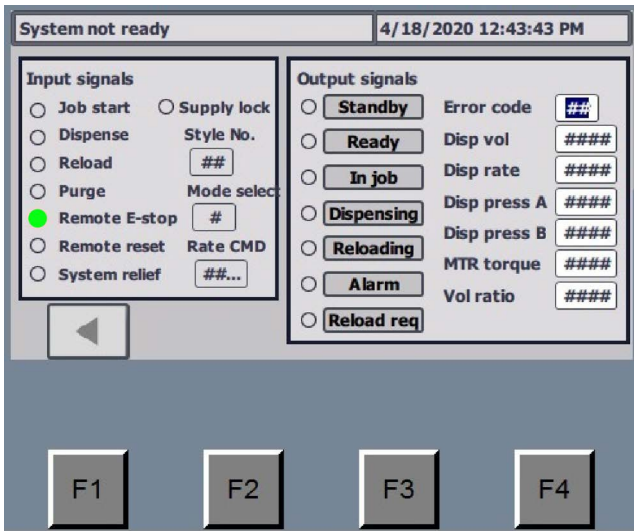 System not ready
4/18/2020 12:43:43 PM
Input signals
Job start
Supply lock
Dispense
Style No.
Reload
##
Purge
Mode select
Remote E-stop
#
Remote reset
Rate CMD
System relief
##...
Output signals
Standby
Ready
In job
Dispensing
Reloading
Alarm
Reload req
Error code
##
Disp vol
####
Disp rate
####
Disp press A
####
Disp press B
####
MTR torque
####
Vol ratio
####
F1
F2
F3
F4